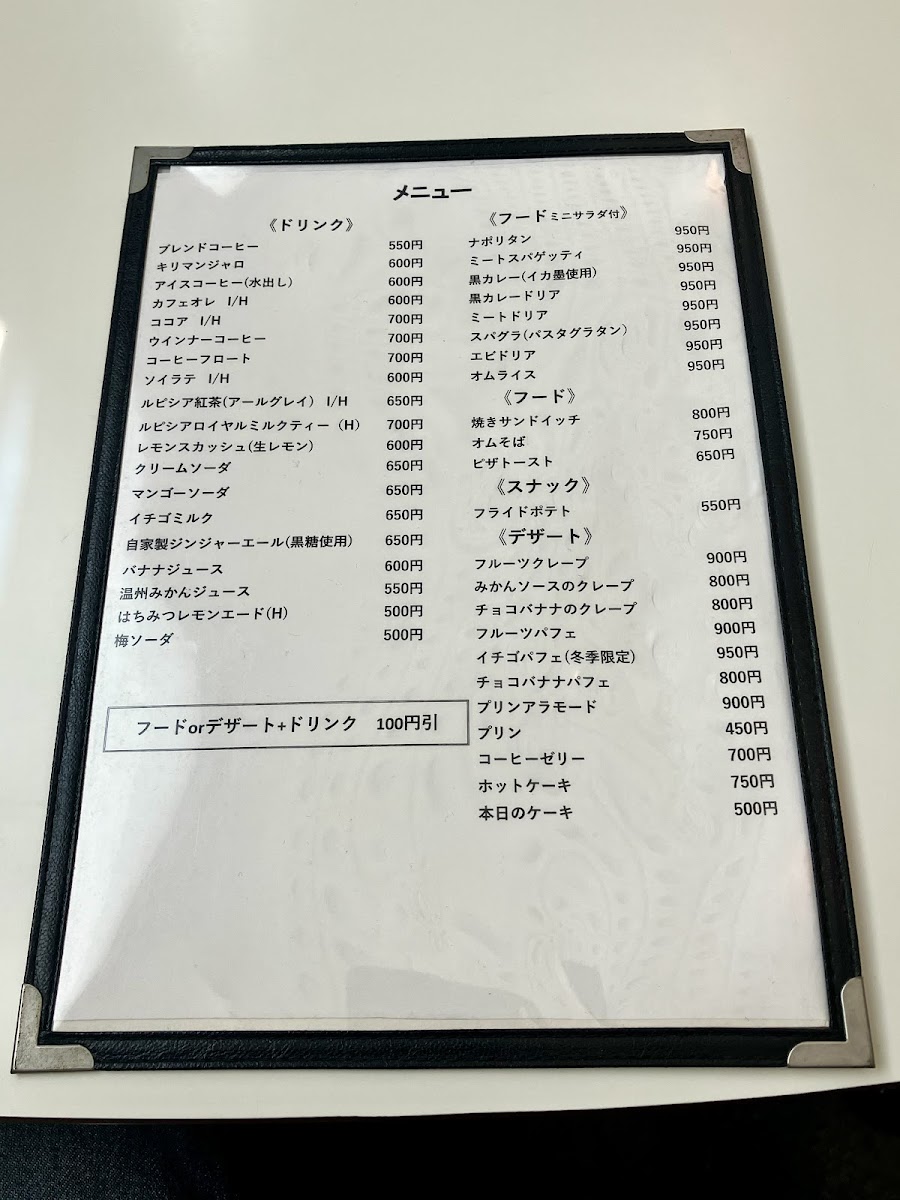 メニュー
《ドリンク》
ブレンドコーヒー 550円
キリマンジャロ 600円
アイスコーヒー(水出し) 600円
カフェオレ I/H 600円
ココア I/H 700円
ウインナーコーヒー 700円
コーヒーフロート 700円
ソイラテ I/H 600円
ルピシア紅茶(アールグレイ) I/H 650円
ルピシアロイヤルミルクティー (H) 700円
レモンスカッシュ(生レモン) 600円
クリームソーダ 650円
マンゴーソーダ 650円
イチゴミルク 650円
自家製ジンジャーエール(黒糖使用) 650円
バナナジュース 600円
温州みかんジュース 550円
はちみつレモンエード(H) 500円
梅ソーダ 500円
フードorデザート+ドリンク 100円引
《フードミニサラダ付》
ナポリタン 950円
ミートスパゲッティ 950円
黒カレー(イカ墨使用) 950円
黒カレードリア 950円
ミートドリア 950円
スパグラ(パスタグラタン) 950円
エビドリア 950円
オムライス 950円
《フード》
焼きサンドイッチ 800円
オムそば 750円
ピザトースト 650円
《スナック》
フライドポテト 550円
《デザート》
フルーツクレープ 900円
みかんソースのクレープ 800円
チョコバナナのクレープ 800円
フルーツパフェ 900円
イチゴパフェ(冬季限定) 950円
チョコバナナパフェ 800円
プリンアラモード 900円
プリン 450円
コーヒーゼリー 700円
ホットケーキ 750円
本日のケーキ 500円